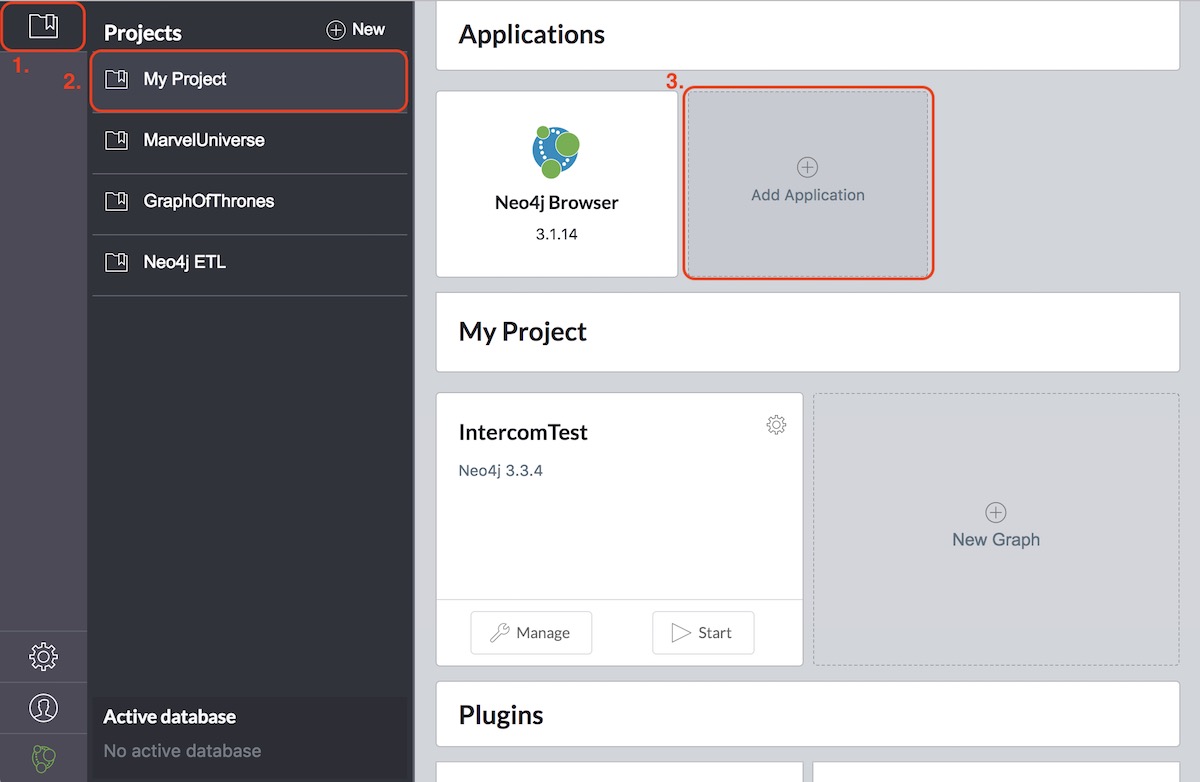 Projects
New
1.
2.
My Project
MarvelUniverse
GraphOfThrones
Neo4j ETL
Active database
No active database
Applications
Neo4j Browser
3.1.14
3.
Add Application
My Project
IntercomTest
Neo4j 3.3.4
Manage
Start
New Graph
Plugins